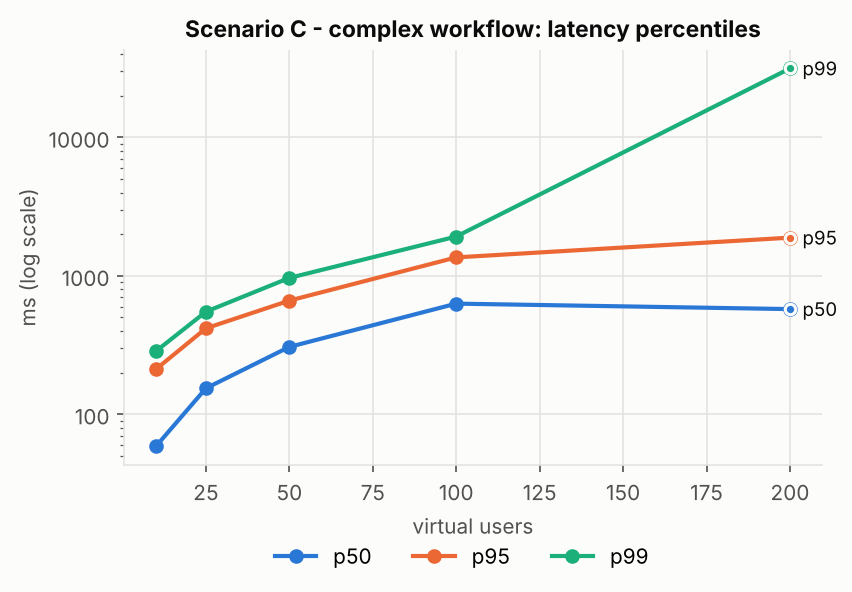 Scenario C - complex workflow: latency percentiles
p99
10000
p95
1000
p50
100
ms (log scale)
25 50 75 100 125 150 175 200
virtual users
p50 p95 p99